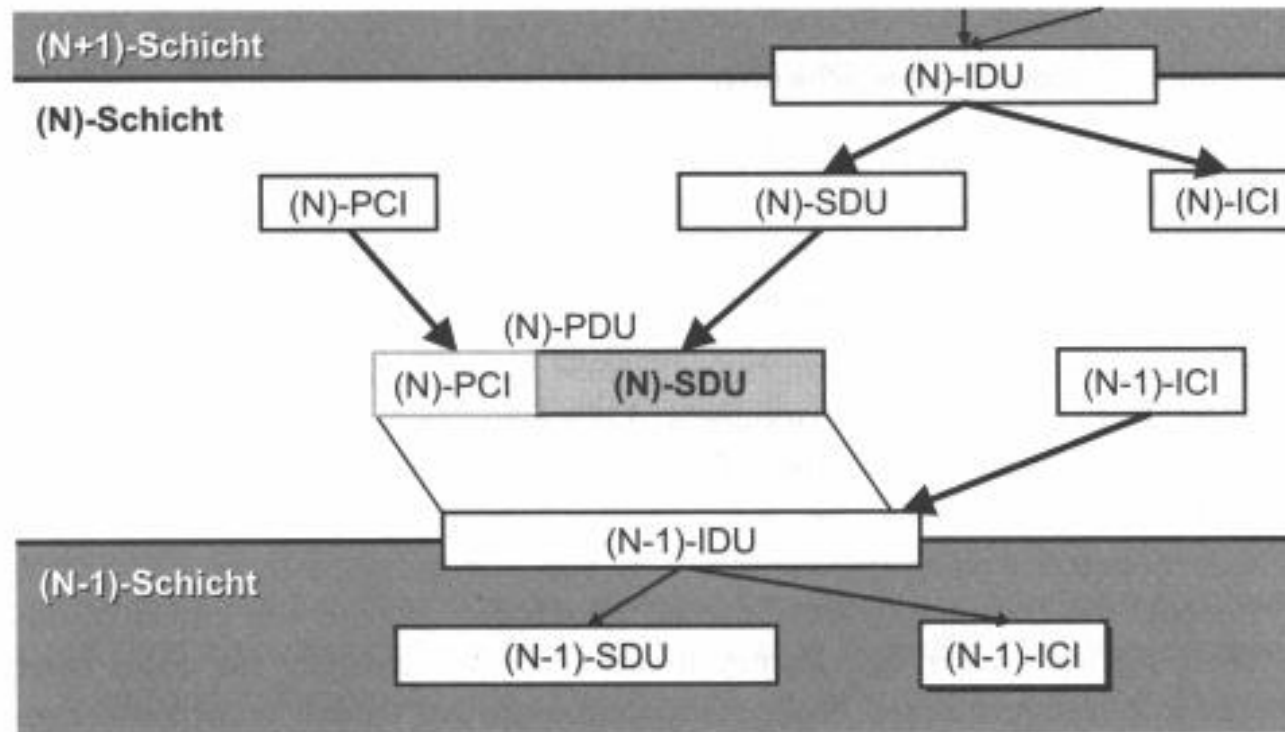 (N+1)-Schicht
(N)-IDU
(N)-Schicht
(N)-PCI
(N)-SDU
(N)-ICI
(N)-PDU
(N)-PCI
(N)-SDU
(N-1)-ICI
(N-1)-IDU
(N-1)-Schicht
(N-1)-SDU
(N-1)-ICI